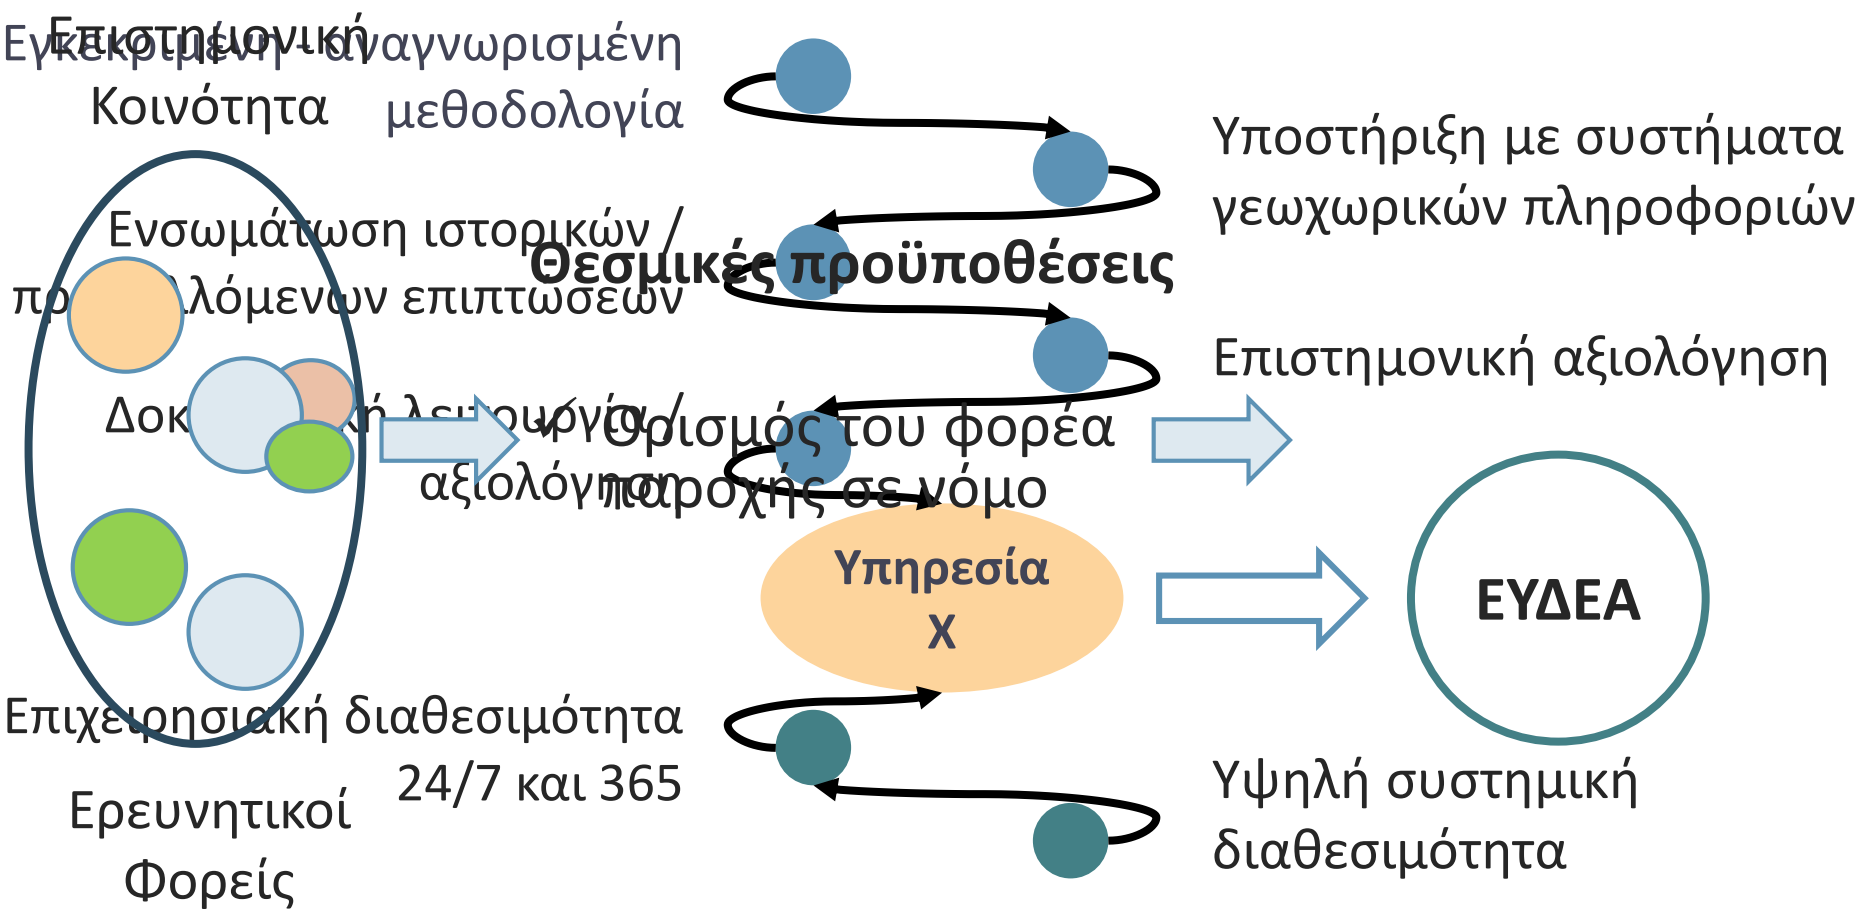 Επιστημονική
Κοινότητα
Εγκεκριμένη - αναγνωρισμένη
μεθοδολογία
Υποστήριξη με συστήματα
γεωχωρικών πληροφοριών
Ενσωμάτωση ιστορικών /
επιπτώσεων
Θεσμικές προϋποθέσεις
Επιστημονική αξιολόγηση
λειτουργία /
αξιολόγηση
✓ Ορισμός του φορέα
παροχής σε νόμο
Υπηρεσία
Χ
ΕΥΔΕΑ
Επιχειρησιακή διαθεσιμότητα
24/7 και 365
Υψηλή συστημική
διαθεσιμότητα
Ερευνητικοί
Φορείς